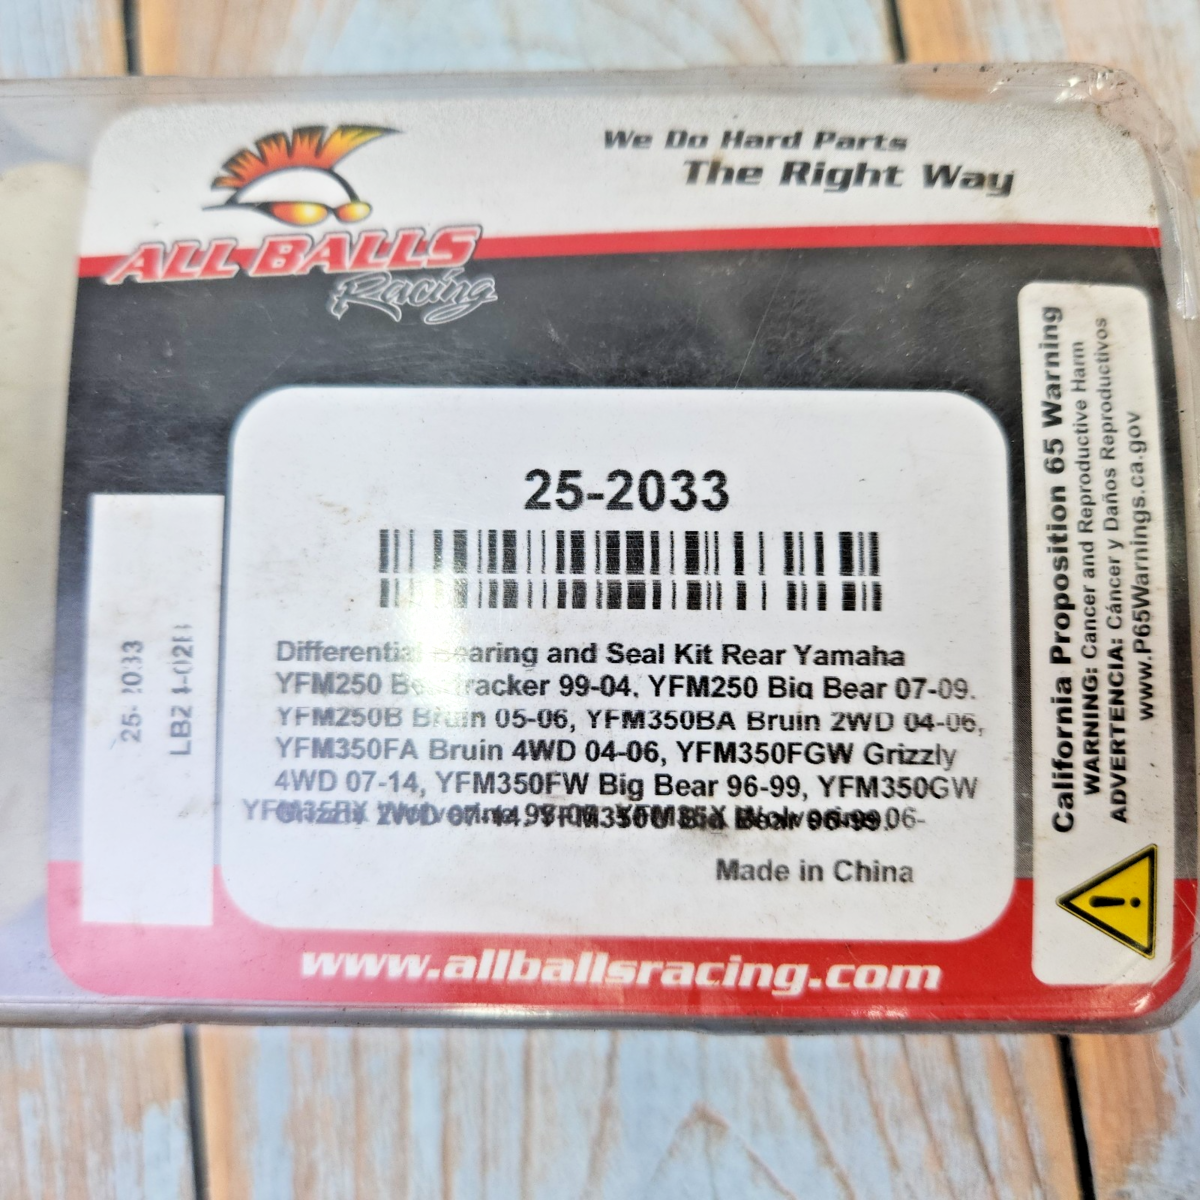 We Do Hard Parts
The Right Way
ALL BALLS
Racing
25-2033
Differential Bearing and Seal Kit Rear Yamaha
YFM250 Beartracker 99-04, YFM250 Big Bear 07-09,
YFM250B Bruin 05-06, YFM350BA Bruin 2WD 04-06,
YFM350FA Bruin 4WD 04-06, YFM350FGW Grizzly
4WD 07-14, YFM350FW Big Bear 96-99, YFM350GW
Made in China
www.allballsracing.com
California Proposition 65 Warning
WARNING: Cancer and Reproductive Harm
ADVERTENCIA: Cáncer y Daños Reproductivos
www.P65Warnings.ca.gov